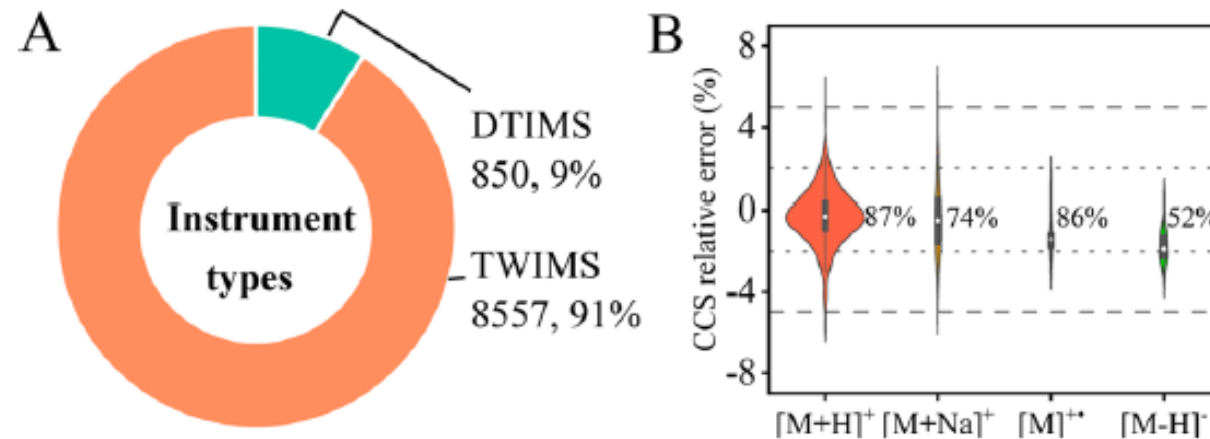 A
DTIMS
850, 9%
Instrument
types
TWIMS
8557, 91%
B
CCS relative error (%)
8
4
0
-4
-8
87%
74%
86%
52%
[M+H]⁺
[M+Na]⁺
[M]⁺•
[M-H]⁻